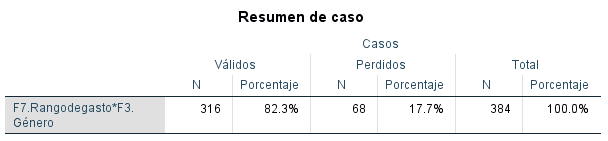 Resumen de caso
Casos
Válidos Perdidos Total
N Porcentaje N Porcentaje N Porcentaje
F7.Rangodegasto*F3. 316 82.3% 68 17.7% 384 100.0%
Género